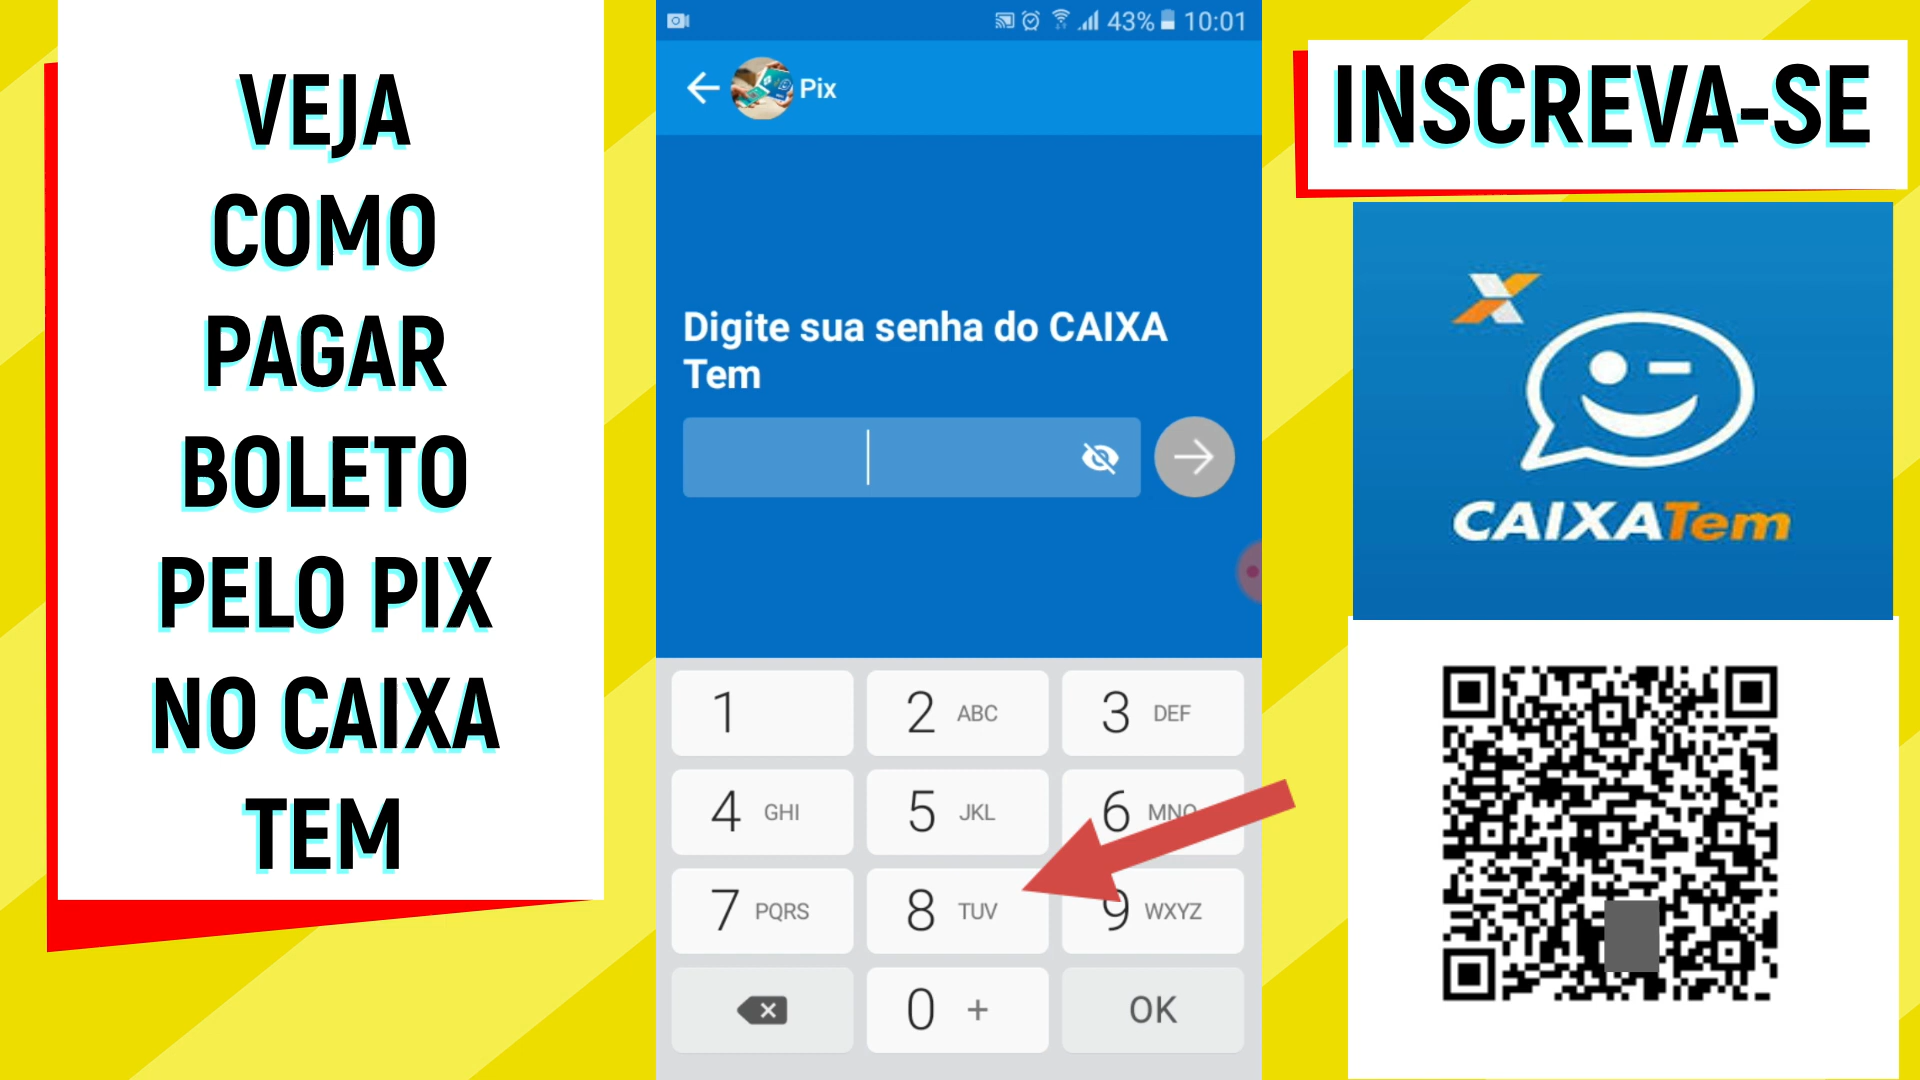 VEJA
COMO
PAGAR
BOLETO
PELO PIX
NO CAIXA
TEM
43% 10:01
Pix
Digite sua senha do CAIXA
Tem
1
2 ABC
3 DEF
4 GHI
5 JKL
6 MNO
7 PQRS
8 TUV
9 WXYZ
0 +
OK
INSCREVA-SE
CAIXATem